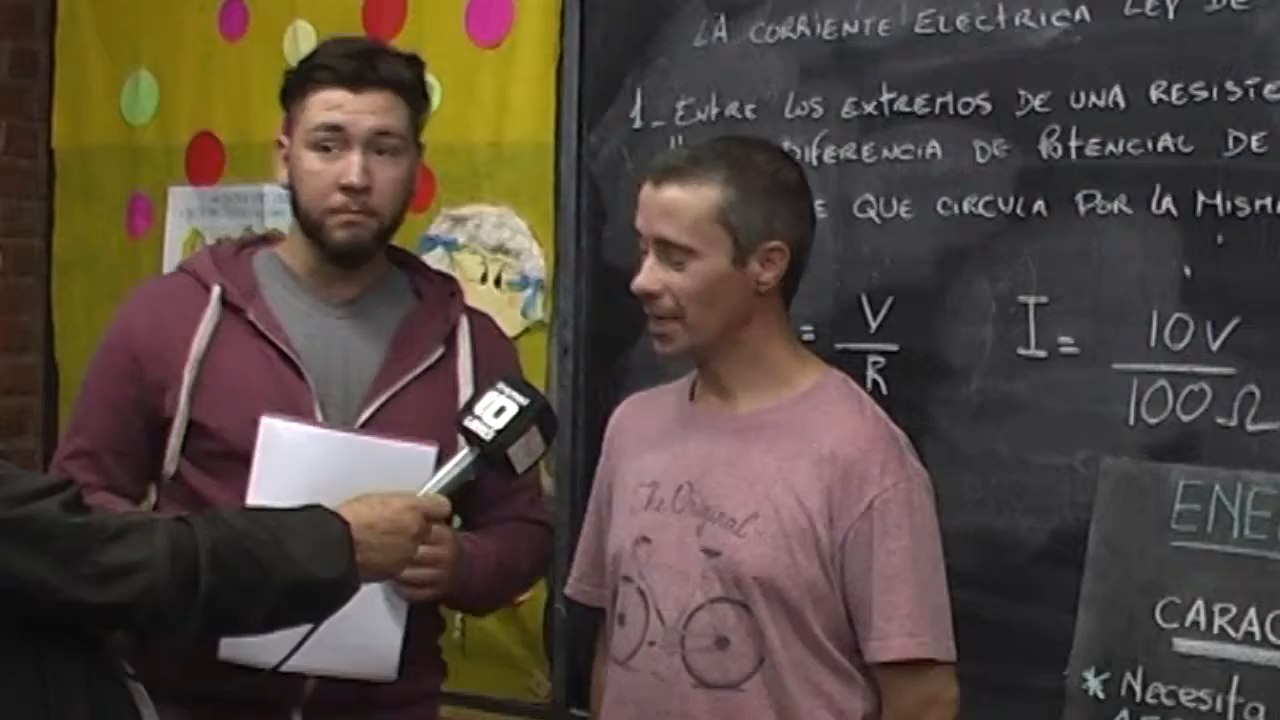 LA CORRIENTE ELECTRICA LEY DE
1_ ENTRE LOS EXTREMOS DE UNA RESISTE
DIFERENCIA DE POTENCIAL DE
E QUE CIRCULA POR LA MISMA
= V
R
I = 10V
100 Ω
ENE
CARAC
* Necesita
10
The Original